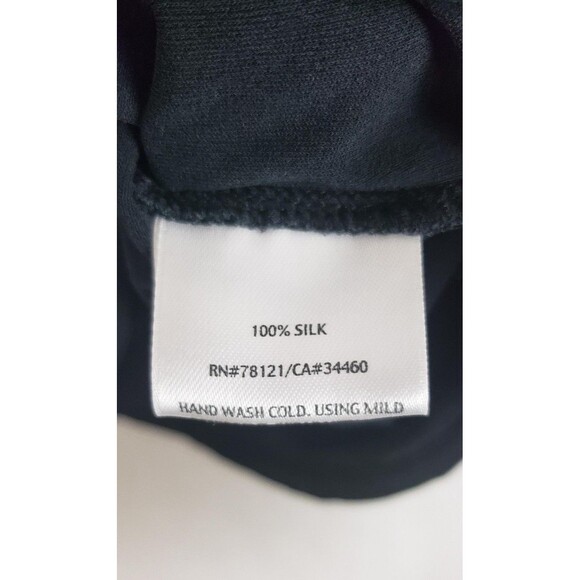 100% SILK
RN#78121/CA#34460
HAND WASH COLD. USING MILD